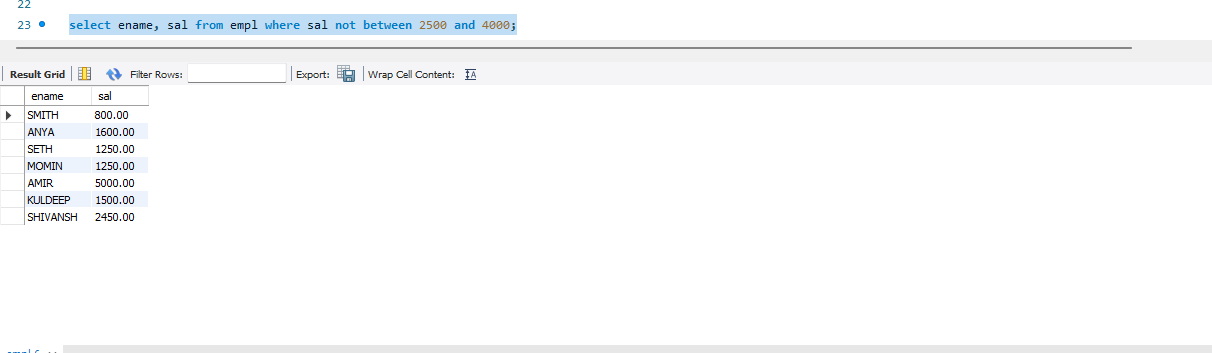 22
23 select ename, sal from empl where sal not between 2500 and 4000;
Result Grid Filter Rows: Export: Wrap Cell Content:
ename sal
SMITH 800.00
ANYA 1600.00
SETH 1250.00
MOMIN 1250.00
AMIR 5000.00
KULDEEP 1500.00
SHIVANSH 2450.00